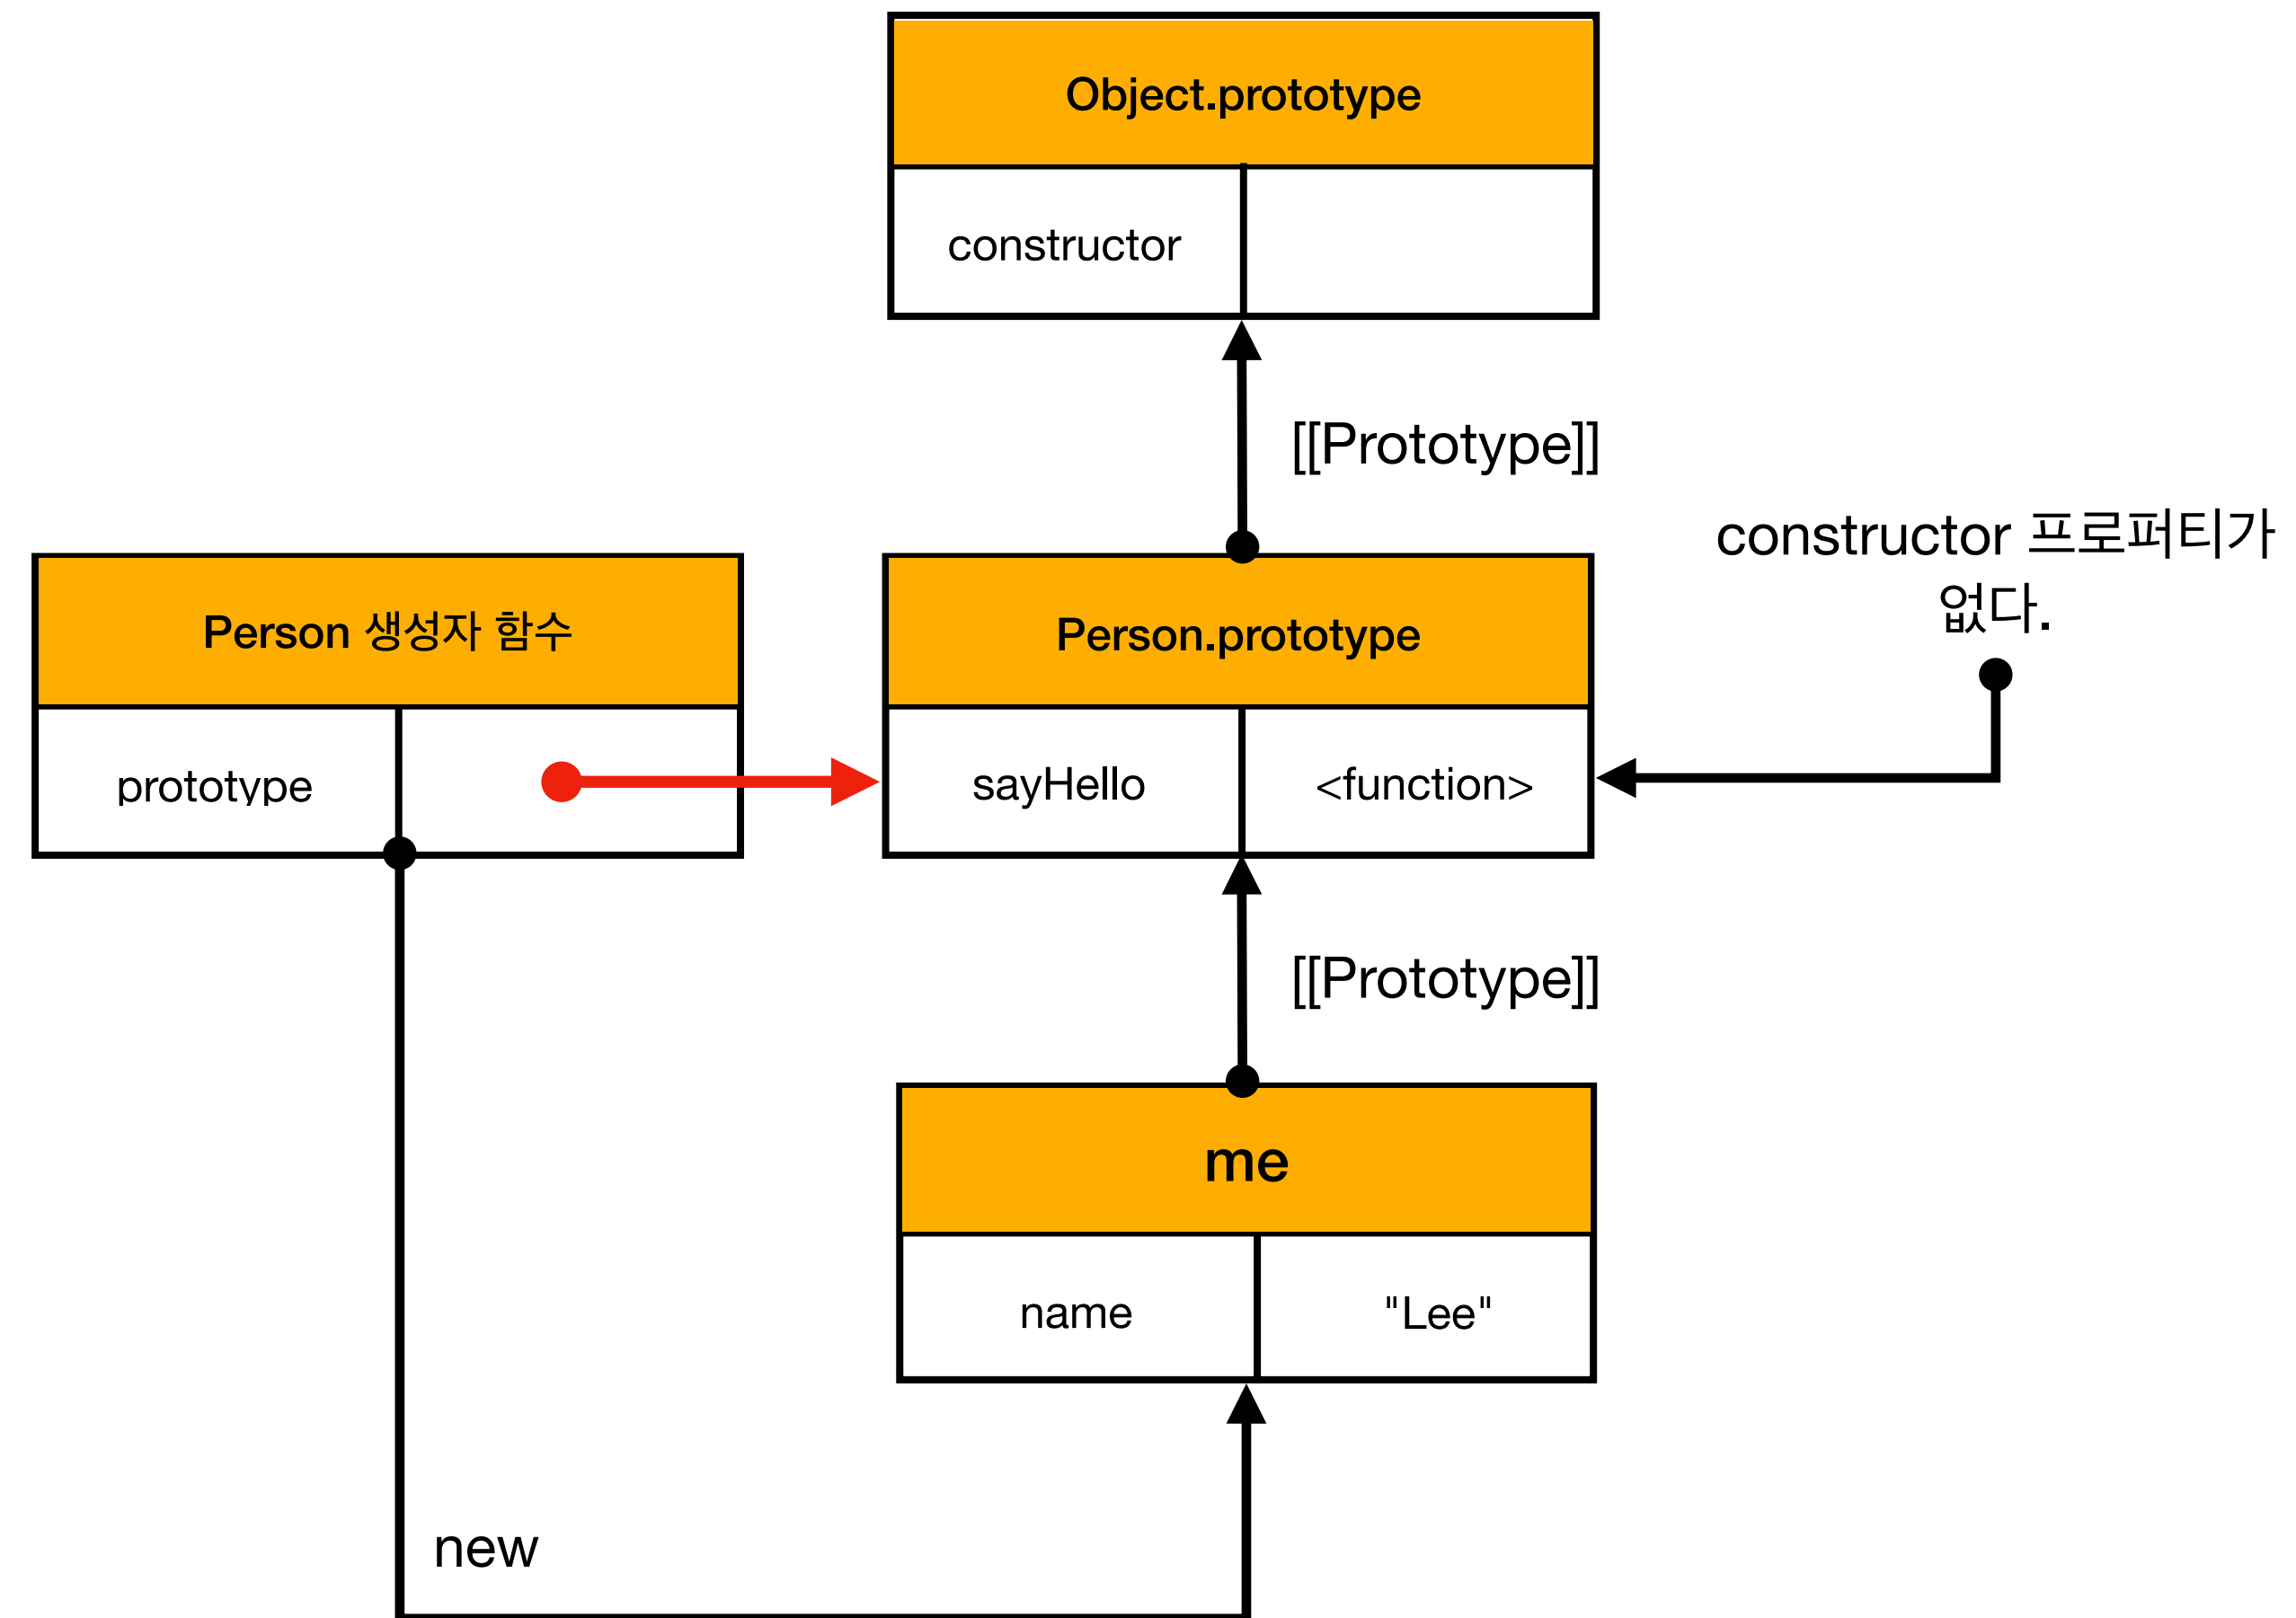 Object.prototype
constructor
[[Prototype]]
constructor 프로퍼티가
없다.
Person 생성자 함수
Person.prototype
prototype
sayHello
<function>
[[Prototype]]
me
name
"Lee"
new